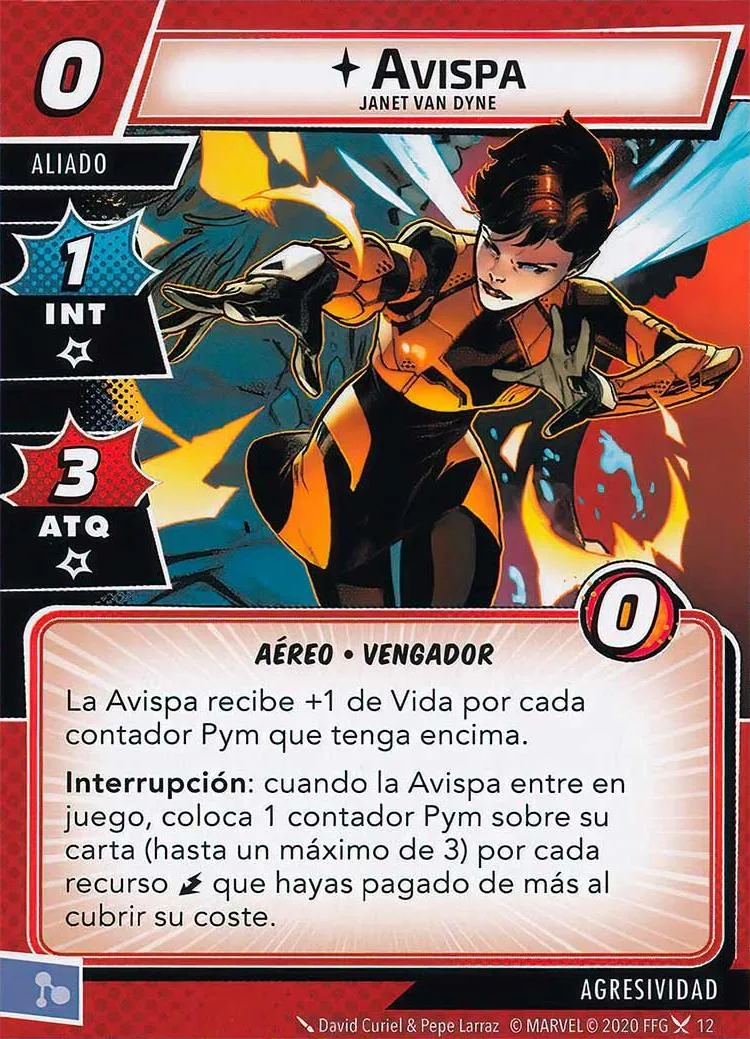 0
AVISPA
JANET VAN DYNE
ALIADO
1
INT
3
ATQ
0
AÉREO • VENGADOR
La Avispa recibe +1 de Vida por cada
contador Pym que tenga encima.
Interrupción: cuando la Avispa entre en
juego, coloca 1 contador Pym sobre su
carta (hasta un máximo de 3) por cada
recurso que hayas pagado de más al
cubrir su coste.
AGRESIVIDAD
David Curiel & Pepe Larraz © MARVEL © 2020 FFG 12